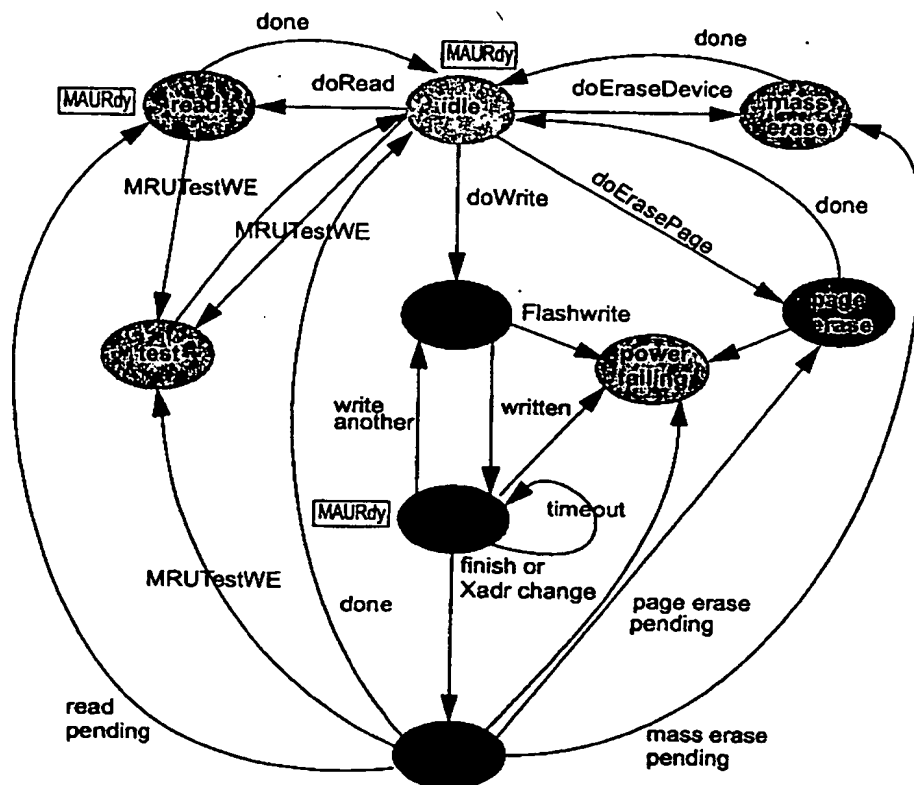 done
MAURdy
done
MAURdy
read
doRead
idle
doEraseDevice
mass
erase
MRUTestWE
MRUTestWE
doWrite
doErasePage
done
Flashwrite
page
erase
test
power
failing
write
another
written
MAURdy
timeout
finish or
Xadr change
MRUTestWE
done
page erase
pending
read
pending
mass erase
pending